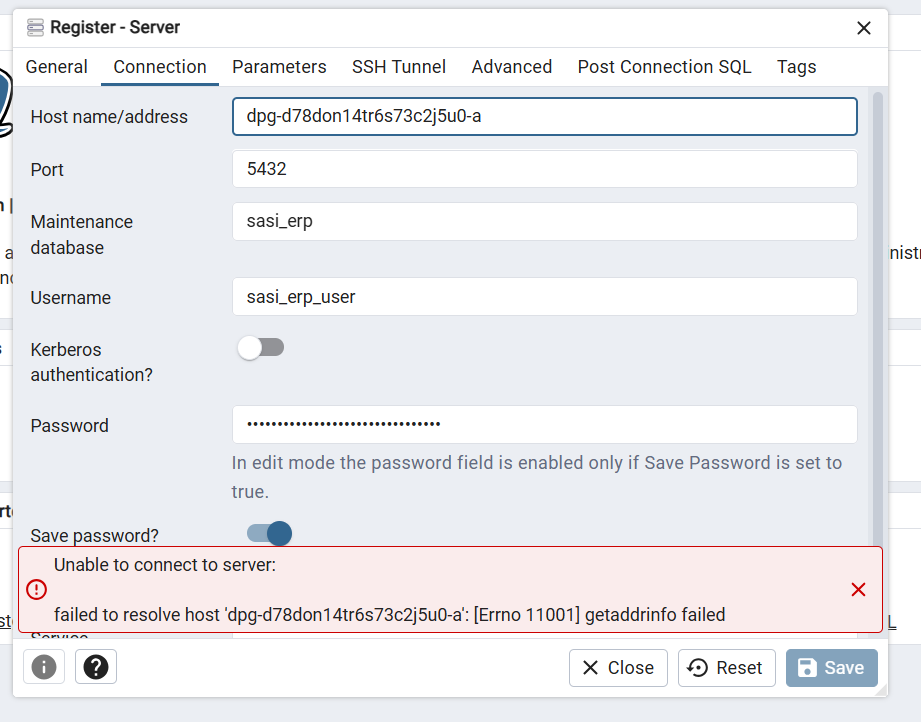 Register - Server
General Connection Parameters SSH Tunnel Advanced Post Connection SQL Tags
Host name/address dpg-d78don14tr6s73c2j5u0-a
Port 5432
Maintenance database sasi_erp
Username sasi_erp_user
Kerberos authentication?
Password ••••••••••••••••••••••••••••••••
In edit mode the password field is enabled only if Save Password is set to
true.
Save password?
Unable to connect to server:
failed to resolve host 'dpg-d78don14tr6s73c2j5u0-a': [Errno 11001] getaddrinfo failed
Close Reset Save